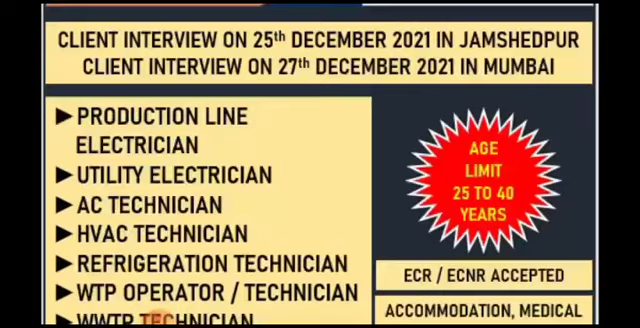 CLIENT INTERVIEW ON 25th DECEMBER 2021 IN JAMSHEDPUR
CLIENT INTERVIEW ON 27th DECEMBER 2021 IN MUMBAI
►PRODUCTION LINE
ELECTRICIAN
►UTILITY ELECTRICIAN
►AC TECHNICIAN
►HVAC TECHNICIAN
►REFRIGERATION TECHNICIAN
►WTP OPERATOR / TECHNICIAN
►WWTP TECHNICIAN
AGE
LIMIT
25 TO 40
YEARS
ECR / ECNR ACCEPTED
ACCOMMODATION, MEDICAL